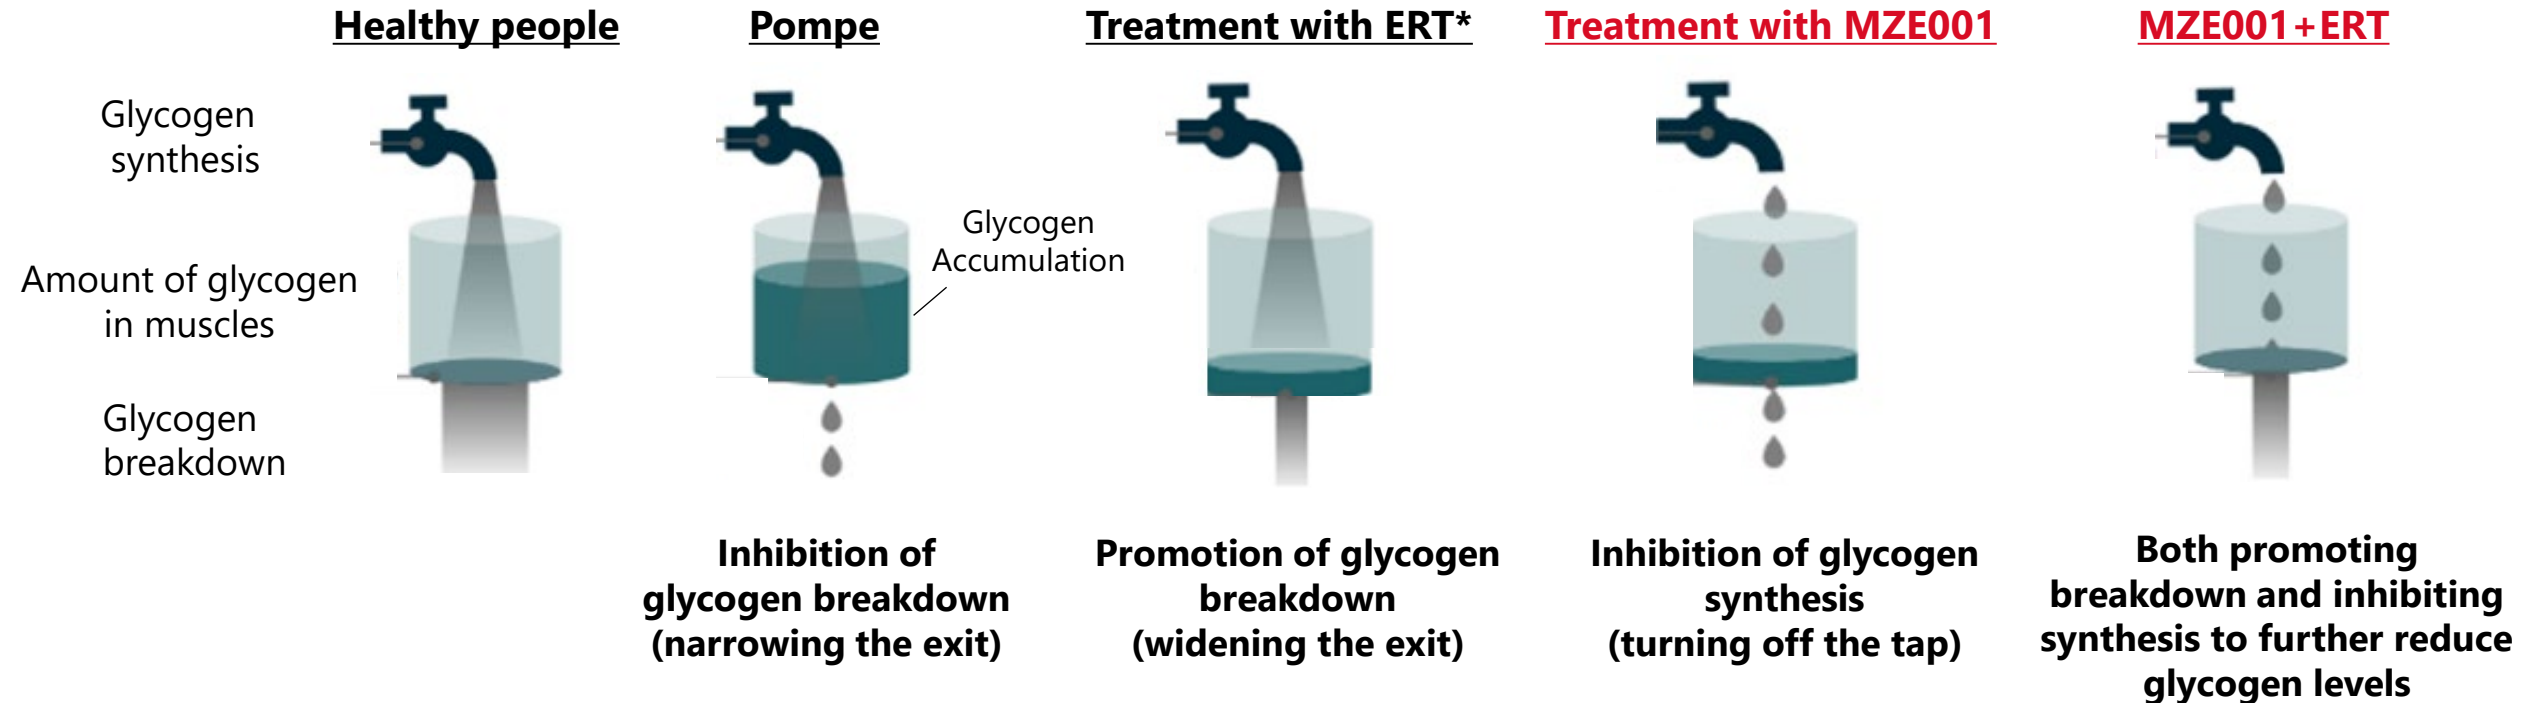 Healthy people
Pompe
Treatment with ERT*
Treatment with MZE001
MZE001+ERT
Glycogen
synthesis
Amount of glycogen
in muscles
Glycogen
breakdown
Glycogen
Accumulation
Inhibition of
glycogen breakdown
(narrowing the exit)
Promotion of glycogen
breakdown
(widening the exit)
Inhibition of glycogen
synthesis
(turning off the tap)
Both promoting
breakdown and inhibiting
synthesis to further reduce
glycogen levels